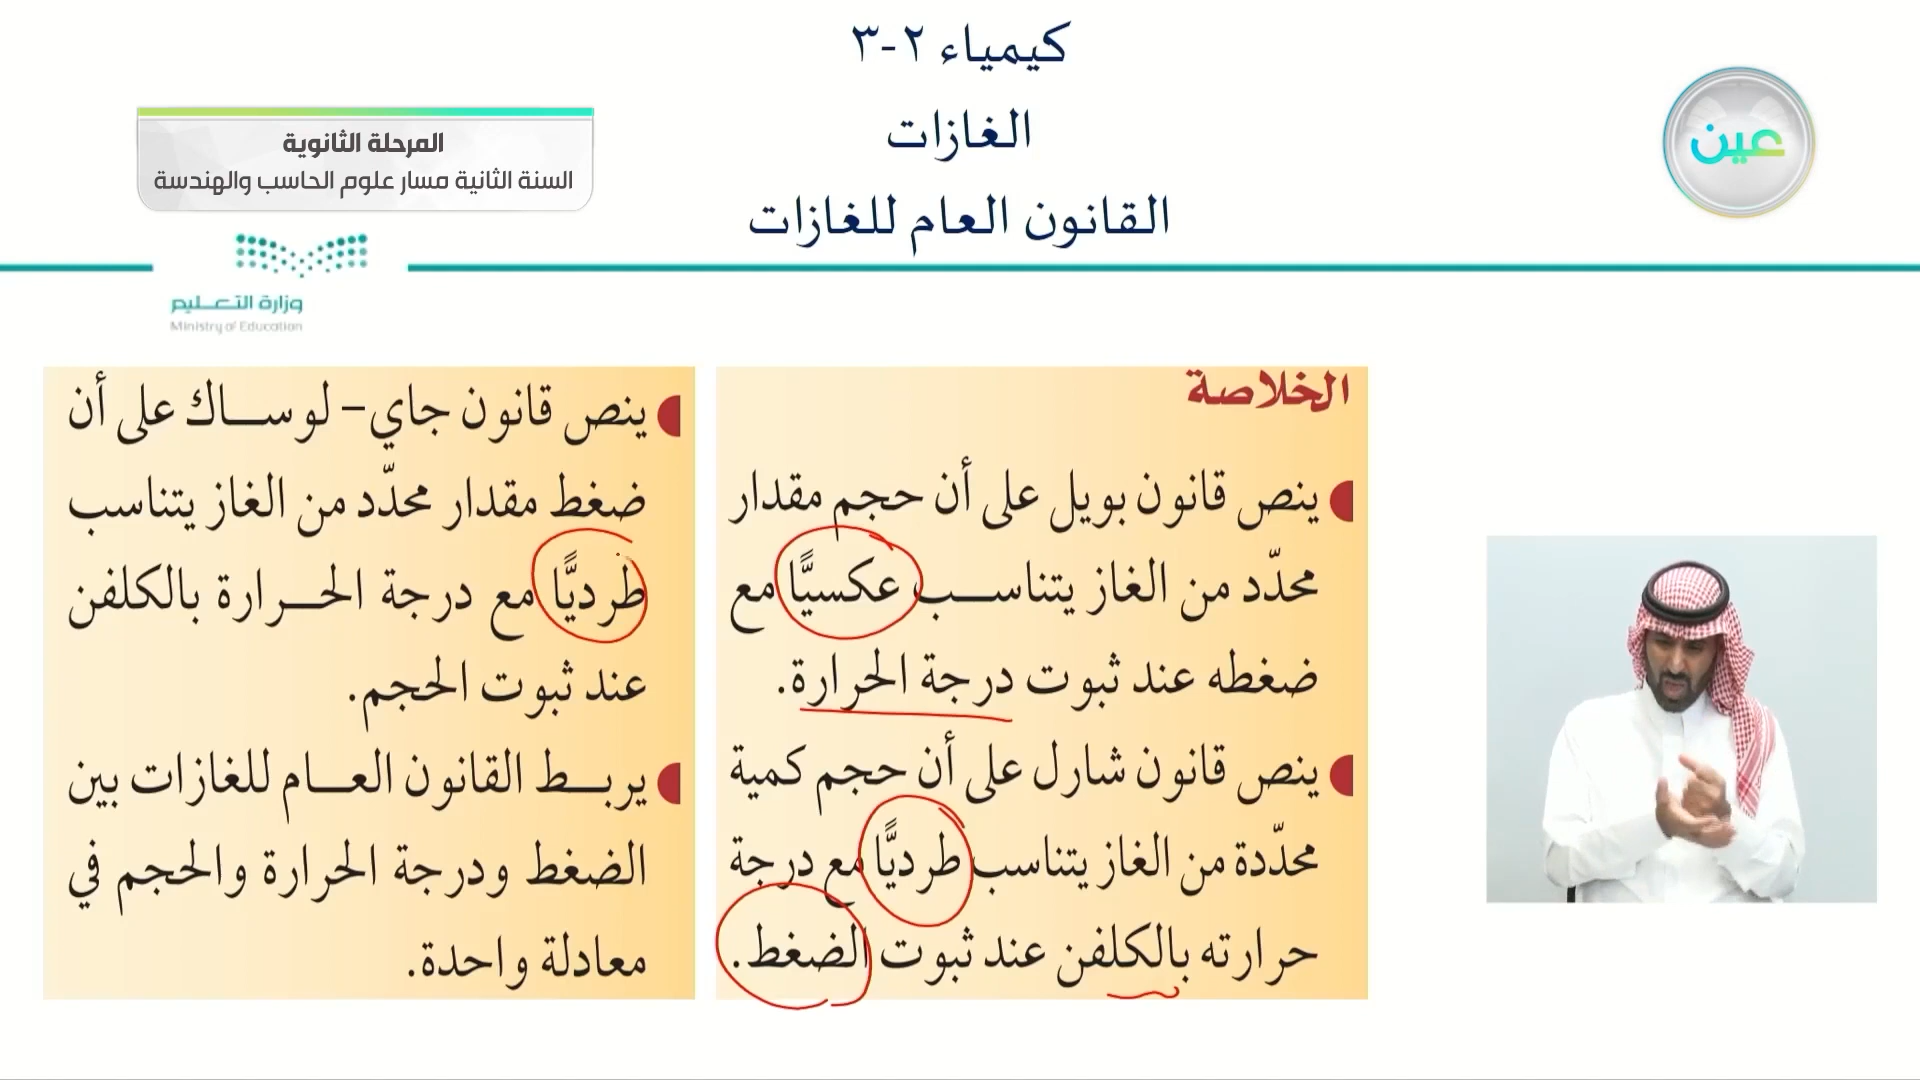 كيمياء ٢-٣
الغازات
القانون العام للغازات
عين
المرحلة الثانوية
السنة الثانية مسار علوم الحاسب والهندسة
وزارة التعليم
Ministry of Education
الخلاصة
ينص قانون بويل على أن حجم مقدار
محدّد من الغاز يتناسب عكسيًّا مع
ضغطه عند ثبوت درجة الحرارة.
ينص قانون شارل على أن حجم كمية
محدّدة من الغاز يتناسب طرديًّا مع درجة
حرارته بالكلفن عند ثبوت الضغط.
ينص قانون جاي– لوساك على أن
ضغط مقدار محدّد من الغاز يتناسب
طرديًّا مع درجة الحرارة بالكلفن
عند ثبوت الحجم.
يربط القانون العام للغازات بين
الضغط ودرجة الحرارة والحجم في
معادلة واحدة.